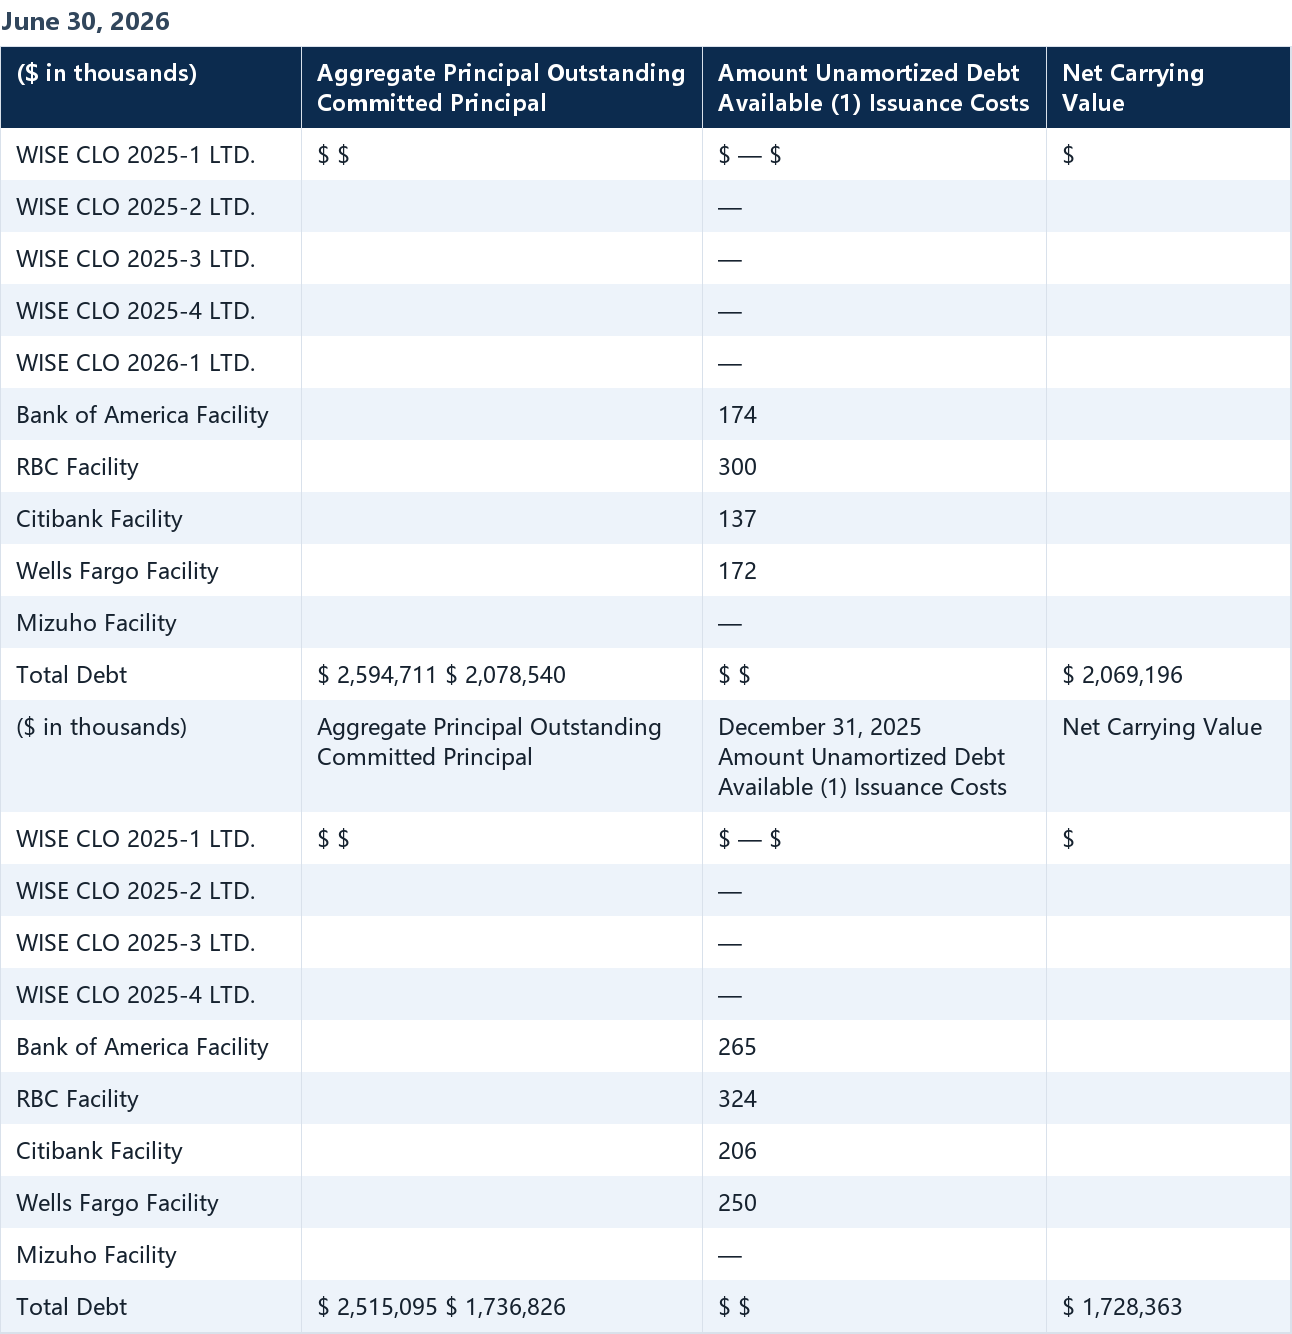 June 30, 2026
($ in thousands) Aggregate Principal Outstanding Committed Principal Amount Unamortized Debt Available (1) Issuance Costs Net Carrying Value
WISE CLO 2025-1 LTD. $ $ $ — $ $
WISE CLO 2025-2 LTD. —
WISE CLO 2025-3 LTD. —
WISE CLO 2025-4 LTD. —
WISE CLO 2026-1 LTD. —
Bank of America Facility 174
RBC Facility 300
Citibank Facility 137
Wells Fargo Facility 172
Mizuho Facility —
Total Debt $ 2,594,711 $ 2,078,540 $ $ $ 2,069,196
($ in thousands) Aggregate Principal Outstanding Committed Principal December 31, 2025 Amount Unamortized Debt Available (1) Issuance Costs Net Carrying Value
WISE CLO 2025-1 LTD. $ $ $ — $ $
WISE CLO 2025-2 LTD. —
WISE CLO 2025-3 LTD. —
WISE CLO 2025-4 LTD. —
Bank of America Facility 265
RBC Facility 324
Citibank Facility 206
Wells Fargo Facility 250
Mizuho Facility —
Total Debt $ 2,515,095 $ 1,736,826 $ $ $ 1,728,363